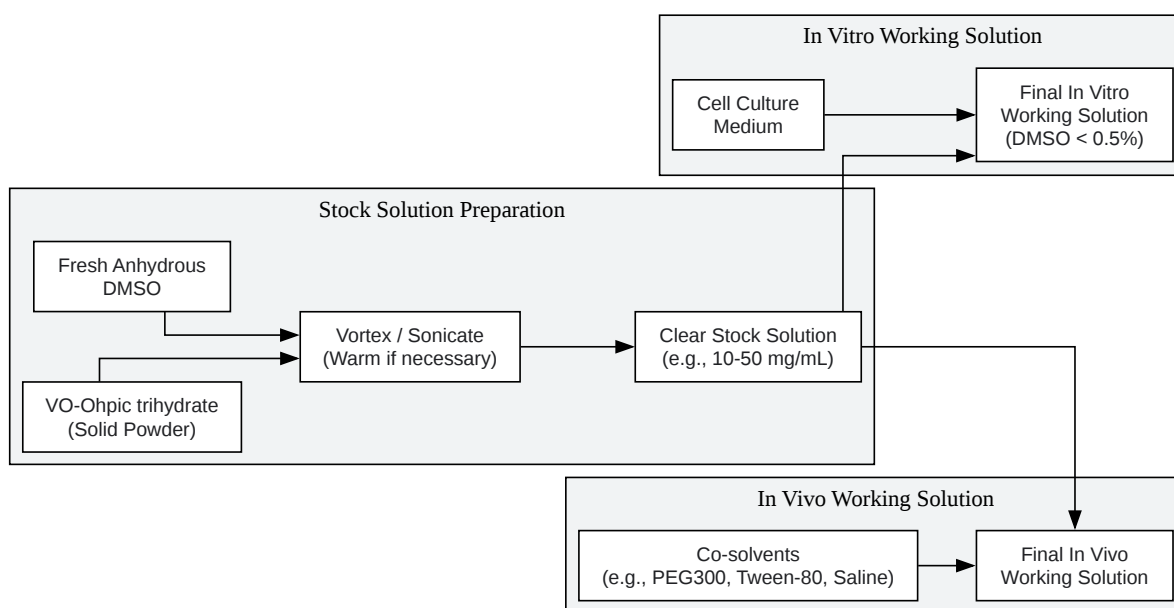 In Vitro Working Solution
Cell Culture
Medium
Final In Vitro
Working Solution
(DMSO < 0.5%)
Stock Solution Preparation
Fresh Anhydrous
DMSO
Vortex / Sonicate
(Warm if necessary)
Clear Stock Solution
(e.g., 10-50 mg/mL)
VO-Ohpic trihydrate
(Solid Powder)
In Vivo Working Solution
Co-solvents
(e.g., PEG300, Tween-80, Saline)
Final In Vivo
Working Solution